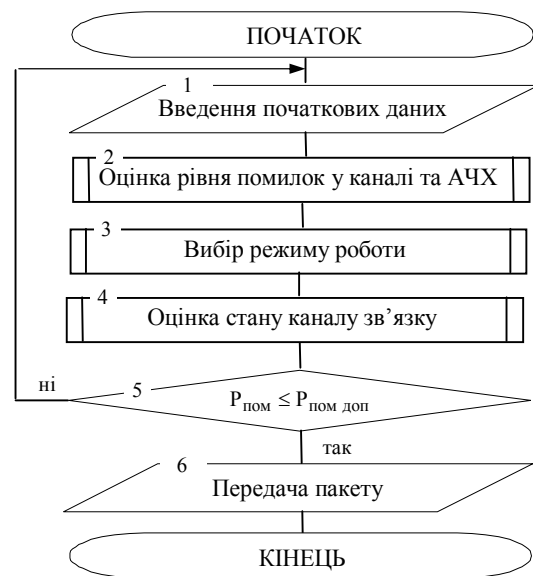 ПОЧАТОК
1
Введення початкових даних
2
Оцінка рівня помилок у каналі та АЧХ
3
Вибір режиму роботи
4
Оцінка стану каналу зв’язку
ні
5
Pпом ≤ Pпом доп
так
6
Передача пакету
КІНЕЦЬ